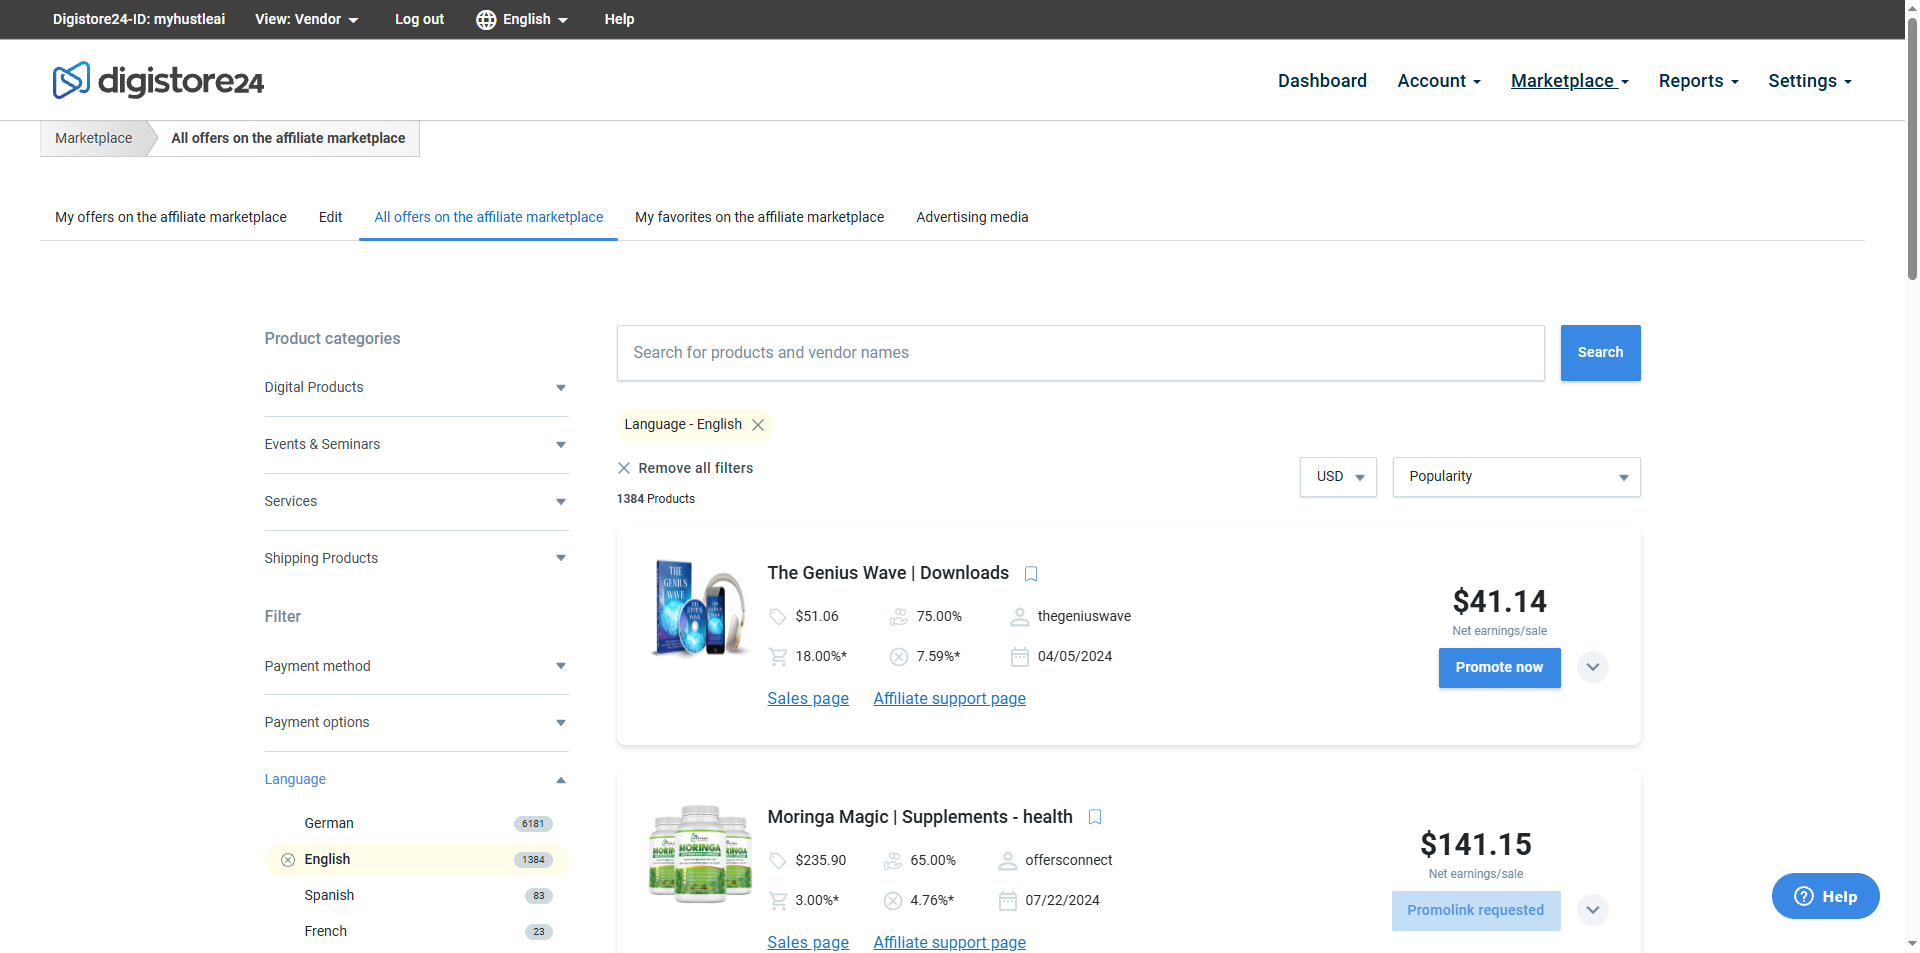 Digistore24-ID: myhustleai View: Vendor Log out English Help
digistore24
Dashboard Account Marketplace Reports Settings
Marketplace All offers on the affiliate marketplace
My offers on the affiliate marketplace Edit All offers on the affiliate marketplace My favorites on the affiliate marketplace Advertising media
Product categories
Digital Products
Events & Seminars
Services
Shipping Products
Filter
Payment method
Payment options
Language
German 6181
English 1384
Spanish 83
French 23
Search for products and vendor names
Search
Language - English
Remove all filters
1384 Products
USD
Popularity
THE
GENIUS
WAVE
The Genius Wave | Downloads
$51.06 75.00% thegeniuswave
18.00%* 7.59%* 04/05/2024
Sales page Affiliate support page
$41.14
Net earnings/sale
Promote now
MORINGA
Moringa Magic | Supplements - health
$235.90 65.00% offersconnect
3.00%* 4.76%* 07/22/2024
Sales page Affiliate support page
$141.15
Net earnings/sale
Promolink requested
Help